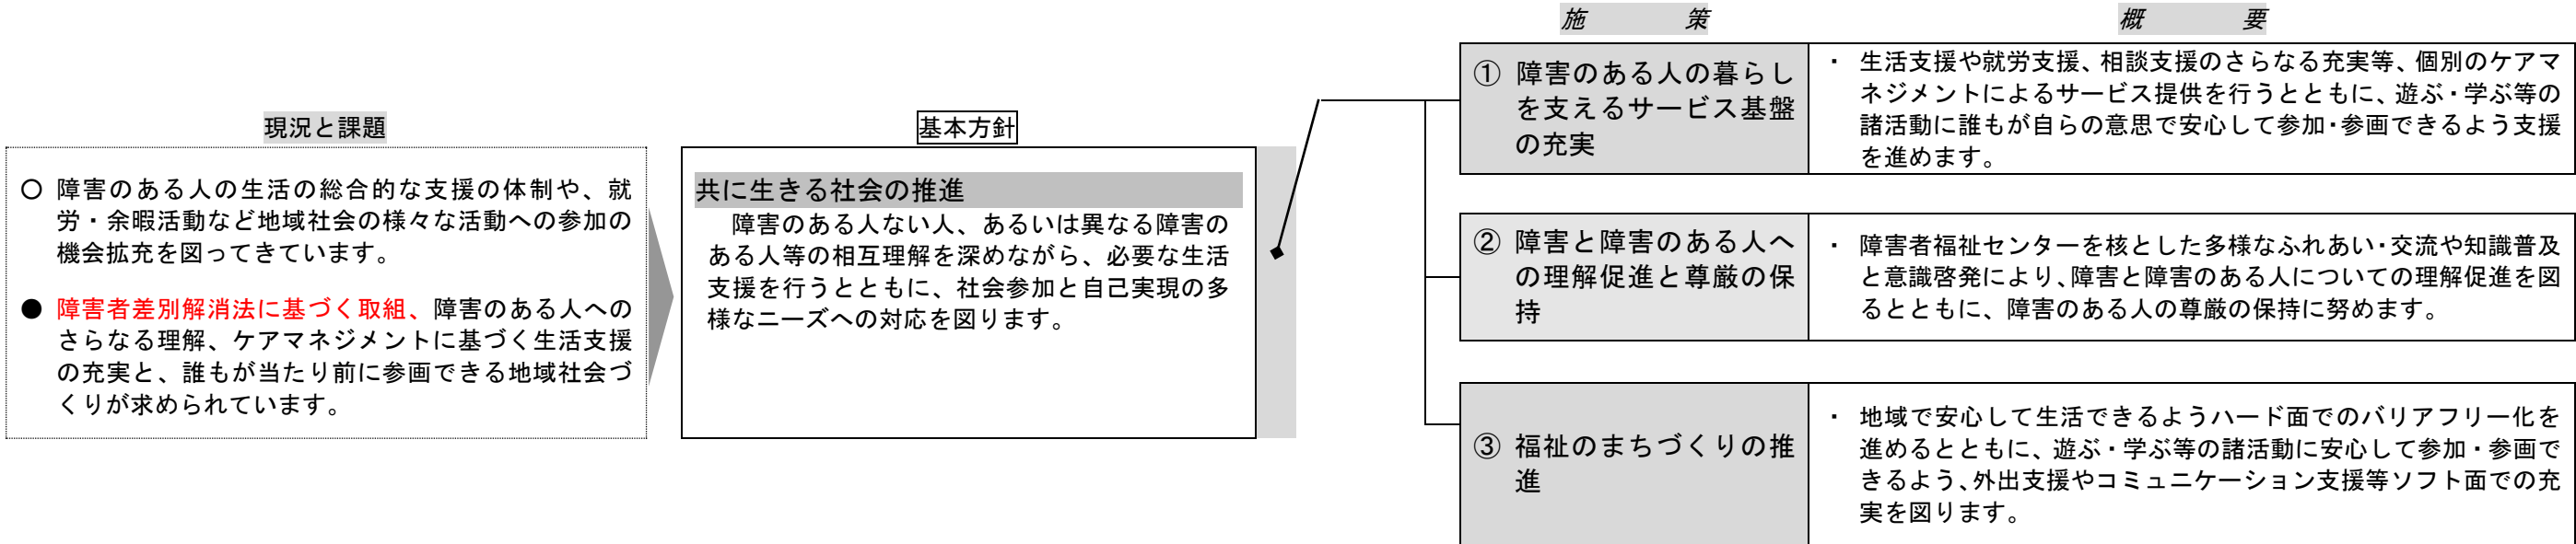 現況と課題
○ 障害のある人の生活の総合的な支援の体制や、就
労・余暇活動など地域社会の様々な活動への参加の
機会拡充を図ってきています。
● 障害者差別解消法に基づく取組、障害のある人への
さらなる理解、ケアマネジメントに基づく生活支援
の充実と、誰もが当たり前に参画できる地域社会づ
くりが求められています。
基本方針
共に生きる社会の推進
障害のある人ない人、あるいは異なる障害の
ある人等の相互理解を深めながら、必要な生活
支援を行うとともに、社会参加と自己実現の多
様なニーズへの対応を図ります。
施 策
概 要
① 障害のある人の暮らし
を支えるサービス基盤
の充実
・ 生活支援や就労支援、相談支援のさらなる充実等、個別のケアマ
ネジメントによるサービス提供を行うとともに、遊ぶ・学ぶ等の
諸活動に誰もが自らの意思で安心して参加・参画できるよう支援
を進めます。
② 障害と障害のある人へ
の理解促進と尊厳の保
持
・ 障害者福祉センターを核とした多様なふれあい・交流や知識普及
と意識啓発により、障害と障害のある人についての理解促進を図
るとともに、障害のある人の尊厳の保持に努めます。
③ 福祉のまちづくりの推
進
・ 地域で安心して生活できるようハード面でのバリアフリー化を
進めるとともに、遊ぶ・学ぶ等の諸活動に安心して参加・参画で
きるよう、外出支援やコミュニケーション支援等ソフト面での充
実を図ります。